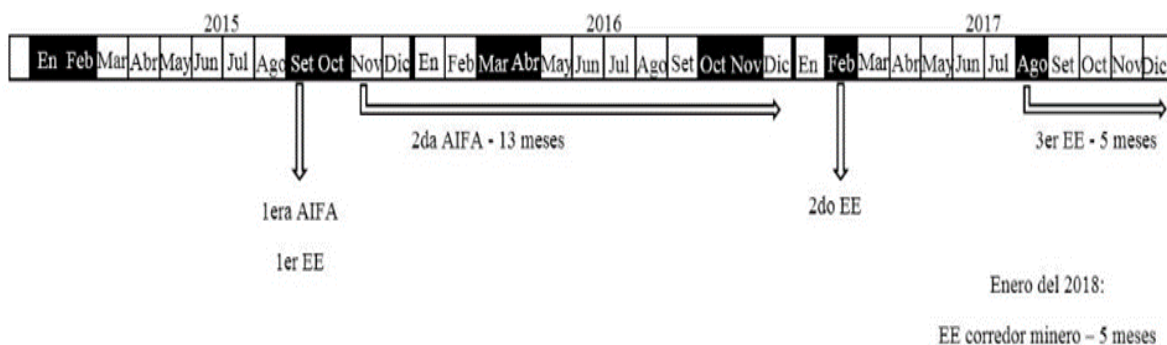 2015 2016 2017
En Feb Mar Abr May Jun Jul Ago Set Oct Nov Dic En Feb Mar Abr May Jun Jul Ago Set Oct Nov Dic En Feb Mar Abr May Jun Jul Ago Set Oct Nov Dic
2da AIFA - 13 meses
3er EE - 5 meses
1era AIFA
2do EE
1er EE
Enero del 2018:
EE corredor minero – 5 meses